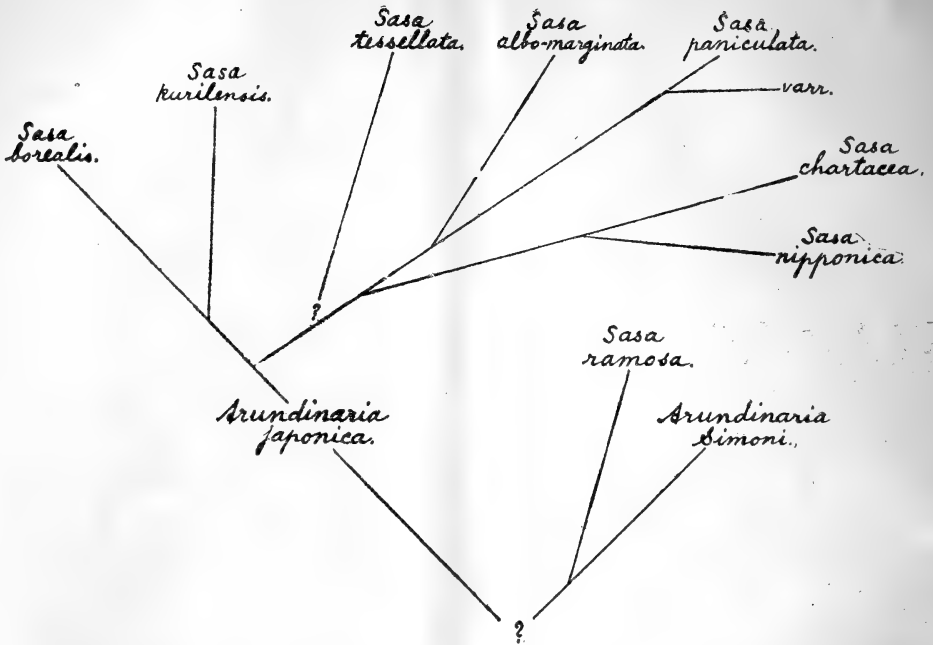 Sasa
tessellata.
Sasa
albo-marginata.
Sasa
paniculata.
Sasa
kurilensis.
varr.
Sasa
borealis.
Sasa
chartacea.
Sasa
nipponica.
?
Sasa
ramosa.
Arundinaria
japonica.
Arundinaria
Simoni.,
?